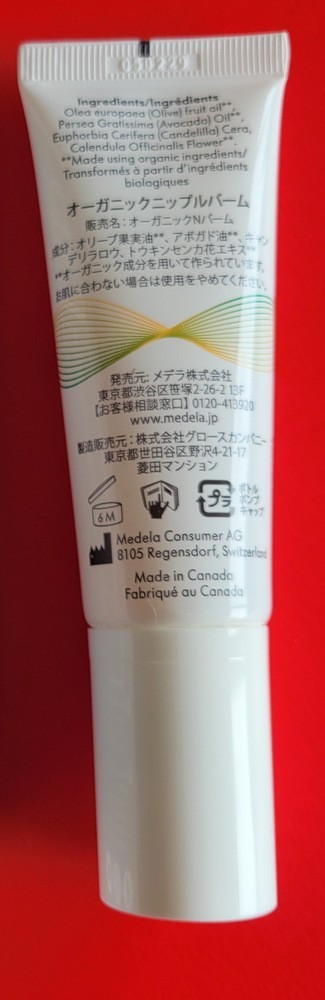 050229
Ingredients/Ingrédients
Olea europaea (Olive) fruit oil**,
Persea Gratissima (Avocado) Oil**,
Euphorbia Cerifera (Candelilla) Cera,
Calendula Officinalis Flower**.
**Made using organic ingredients/
Transformés à partir d'ingrédients
biologiques
オーガニックニップルバーム
販売名：オーガニックNバーム
成分：オリーブ果実油**、アボガド油**、キャン
デリラロウ、トウキンセンカ花エキス**
**オーガニック成分を用いて作られています。
お肌に合わない場合は使用をやめてください。
発売元：メデラ株式会社
東京都渋谷区笹塚2-26-2 13F
【お客様相談窓口】0120-413920
www.medela.jp
製造販売元：株式会社グロースカンパニー
東京都世田谷区野沢4-21-17
菱田マンション
6M
プラ
ボトル
ポンプ
キャップ
Medela Consumer AG
8105 Regensdorf, Switzerland
Made in Canada
Fabriqué au Canada